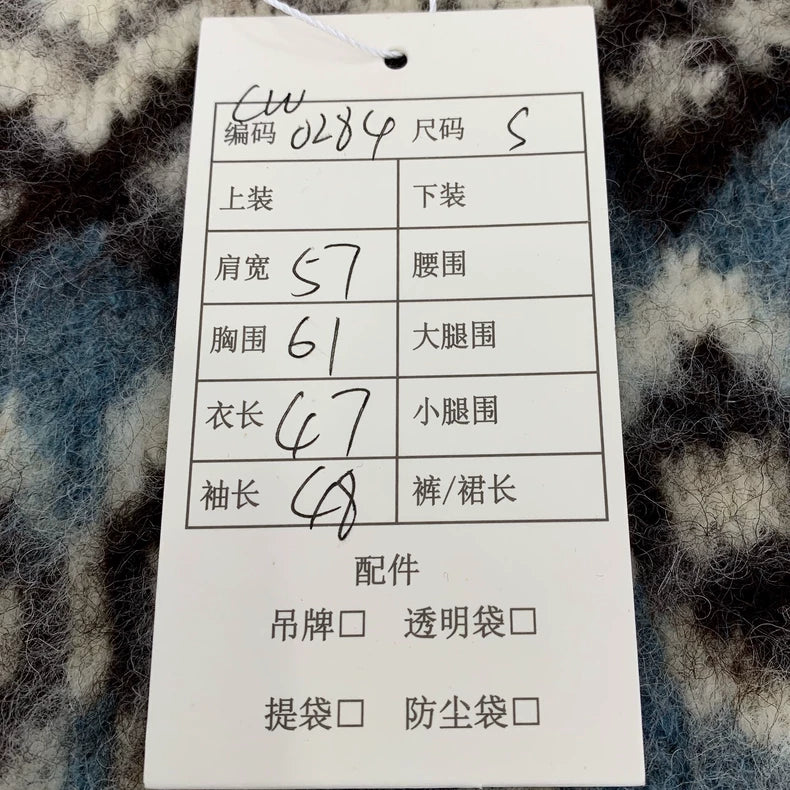 CW
编码 0284 尺码 S
上装 下装
肩宽 57 腰围
胸围 61 大腿围
衣长 47 小腿围
袖长 48 裤/裙长
配件
吊牌□ 透明袋□
提袋□ 防尘袋□